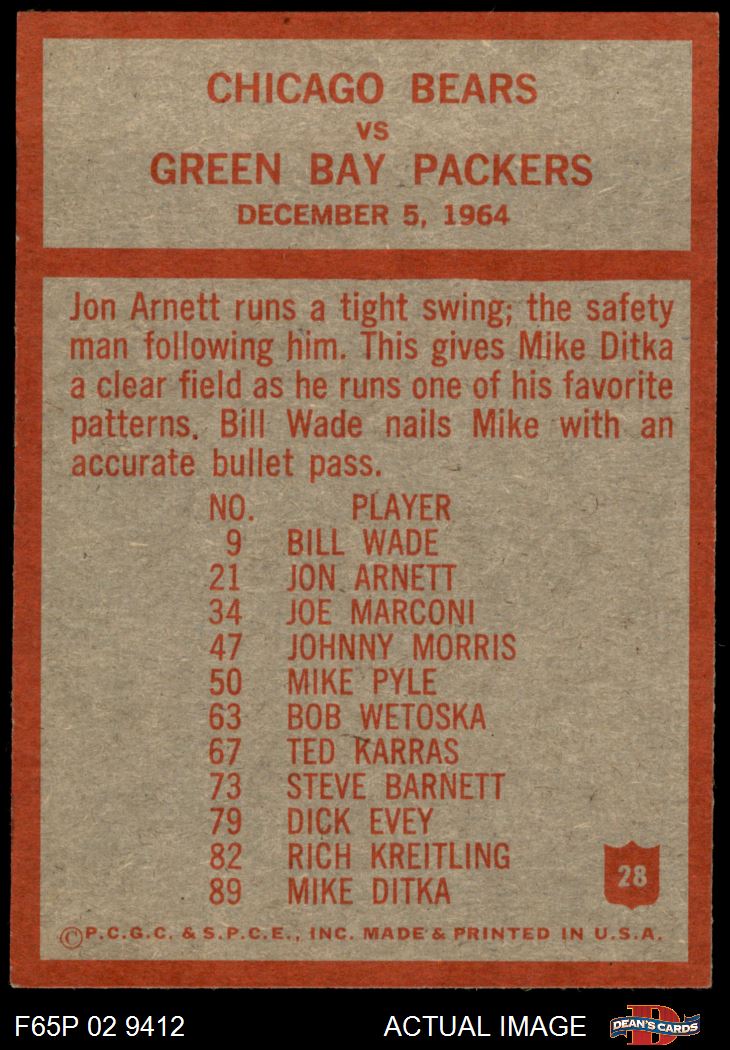 CHICAGO BEARS
VS
GREEN BAY PACKERS
DECEMBER 5, 1964
Jon Arnett runs a tight swing; the safety
man following him. This gives Mike Ditka
a clear field as he runs one of his favorite
patterns. Bill Wade nails Mike with an
accurate bullet pass.
NO. PLAYER
9 BILL WADE
21 JON ARNETT
34 JOE MARCONI
47 JOHNNY MORRIS
50 MIKE PYLE
63 BOB WETOSKA
67 TED KARRAS
73 STEVE BARNETT
79 DICK EVEY
82 RICH KREITLING
89 MIKE DITKA
28
©P.C.G.C. & S.P.C.E., INC. MADE & PRINTED IN U.S.A.
F65P 02 9412 ACTUAL IMAGE D DEAN'S CARDS